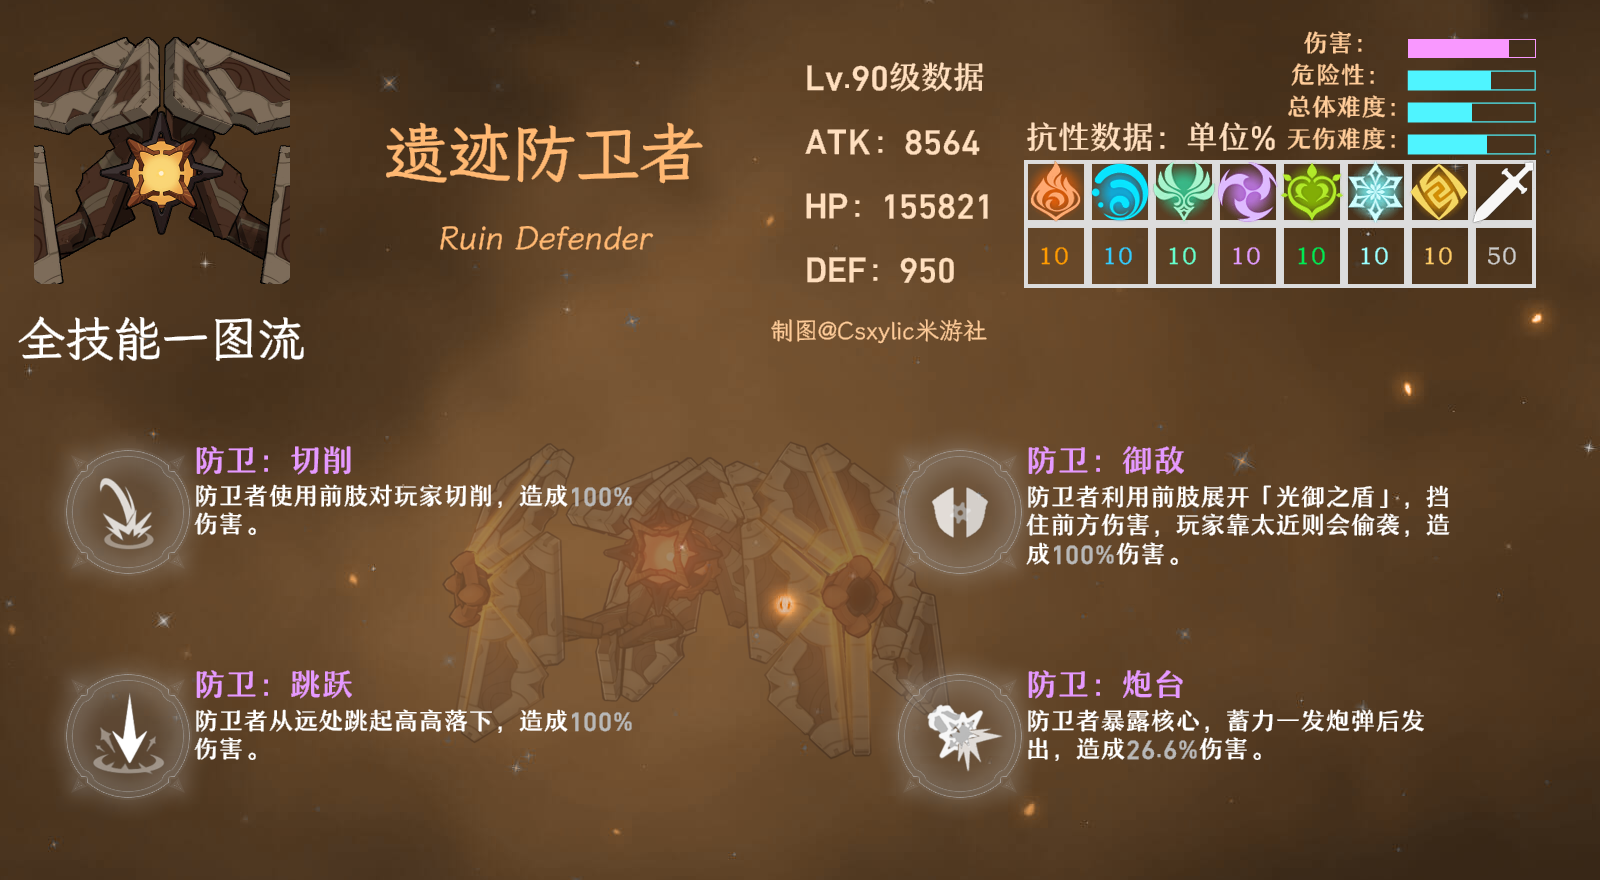 遗迹防卫者
Ruin Defender
全技能一图流
Lv.90级数据
ATK：8564
HP：155821
DEF：950
制图@Csxylic米游社
伤害：
危险性：
总体难度：
无伤难度：
抗性数据：单位%
10 10 10 10 10 10 10 50
防卫：切削
防卫者使用前肢对玩家切削，造成100%
伤害。
防卫：御敌
防卫者利用前肢展开「光御之盾」，挡
住前方伤害，玩家靠太近则会偷袭，造
成100%伤害。
防卫：跳跃
防卫者从远处跳起高高落下，造成100%
伤害。
防卫：炮台
防卫者暴露核心，蓄力一发炮弹后发
出，造成26.6%伤害。